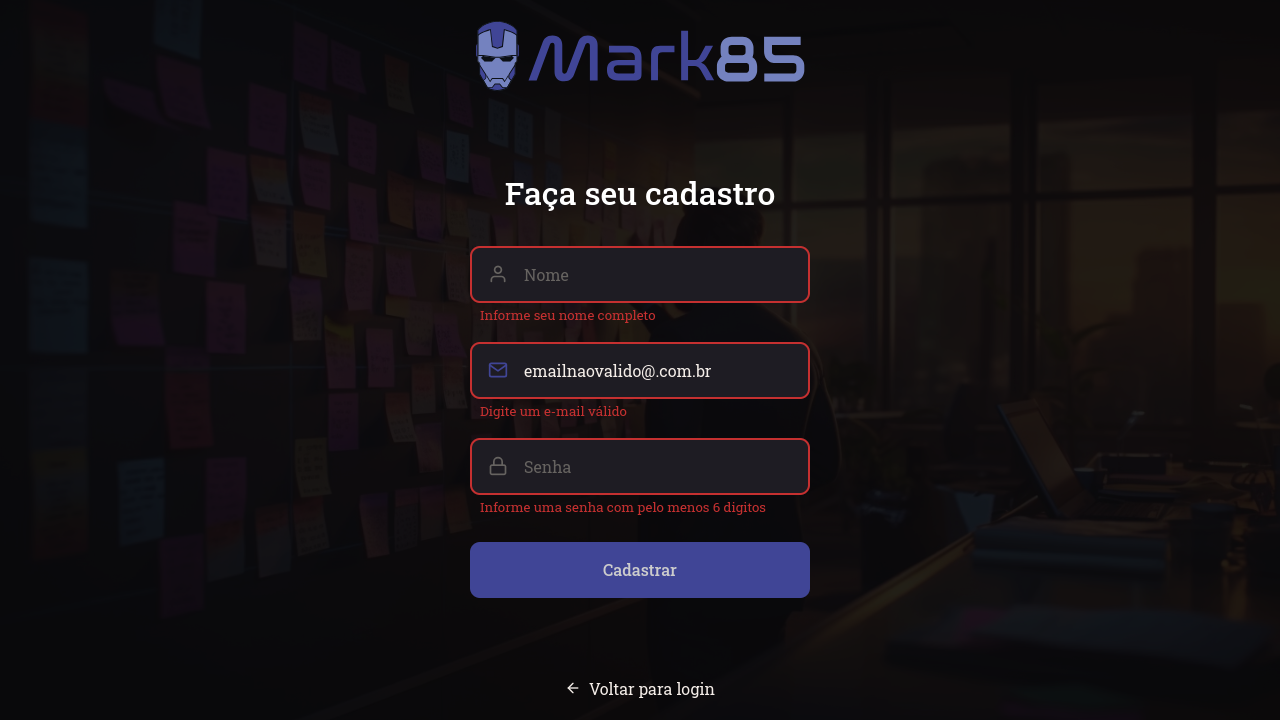 Mark85
Faça seu cadastro
Nome
Informe seu nome completo
emailnaovalido@.com.br
Digite um e-mail válido
Senha
Informe uma senha com pelo menos 6 digitos
Cadastrar
Voltar para login